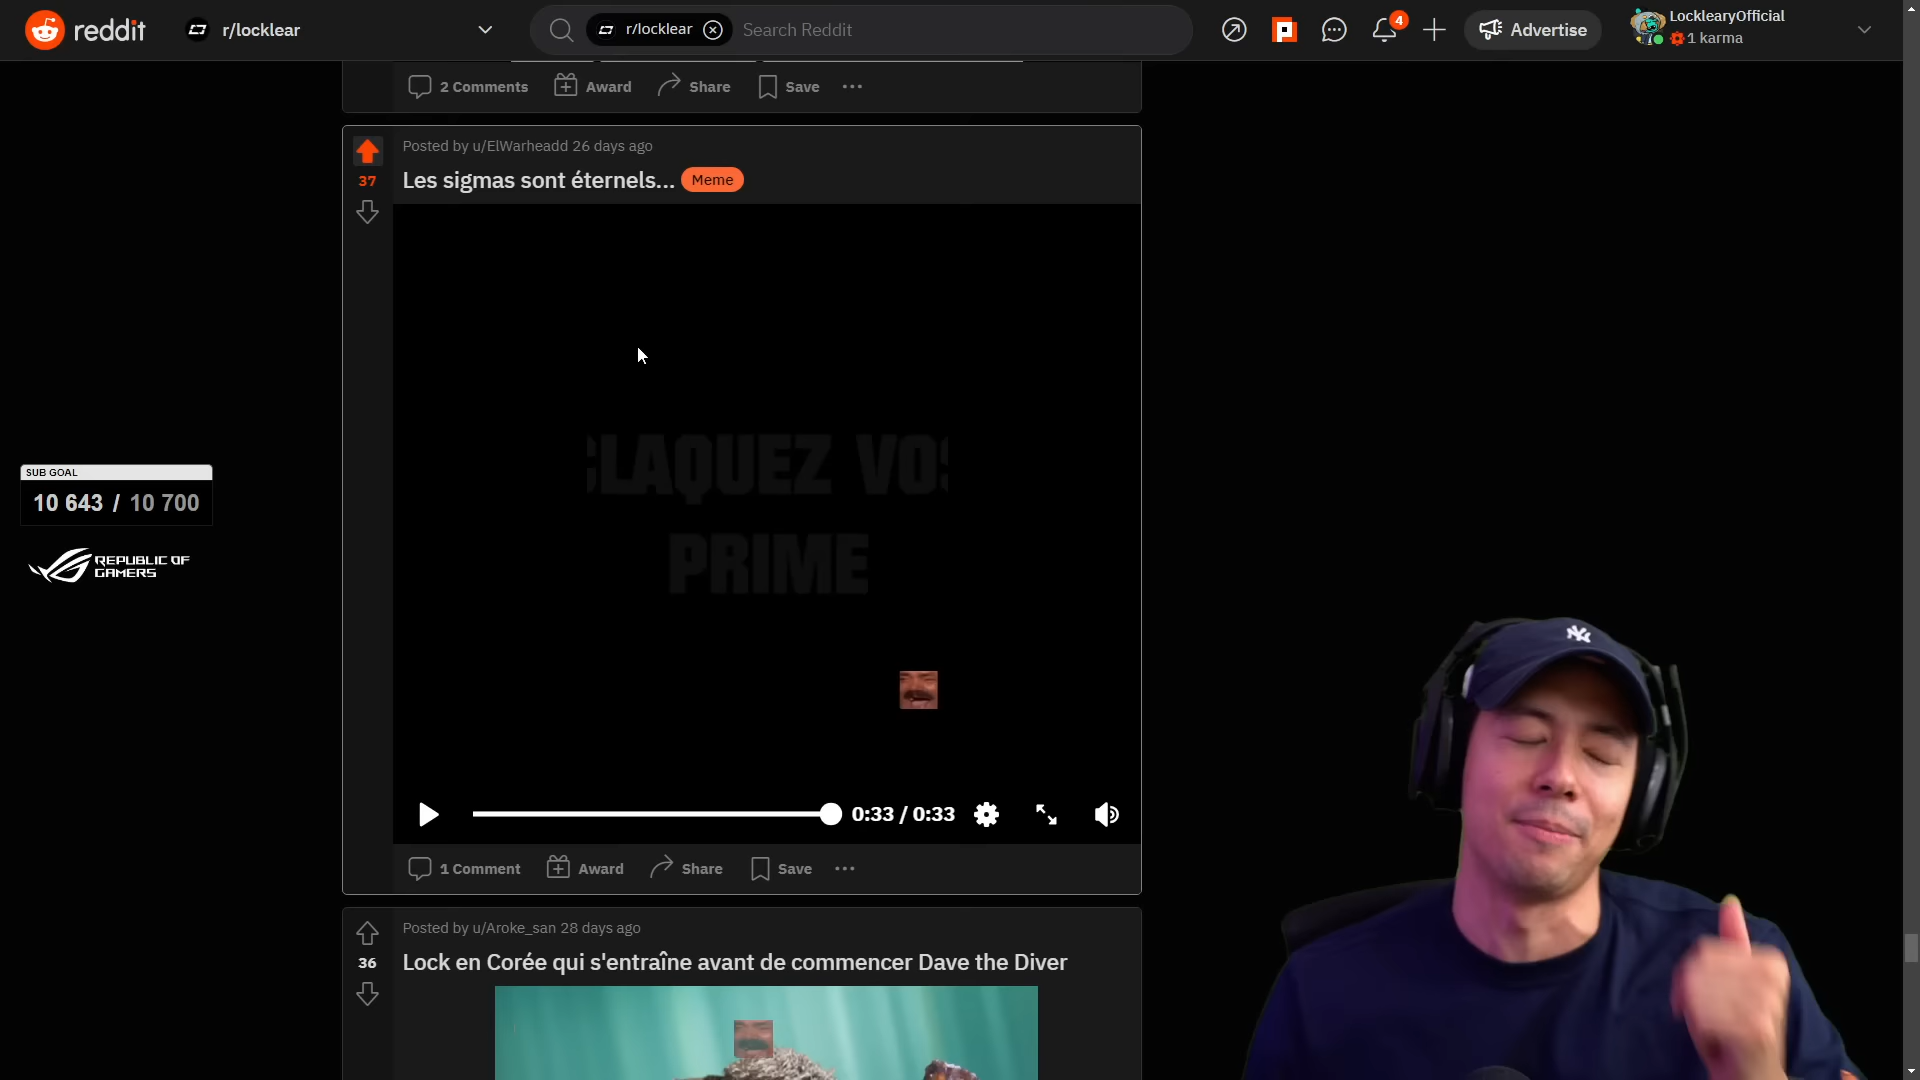 reddit
r/locklear
r/locklear
Search Reddit
4
Advertise
LocklearyOfficial
1 karma
2 Comments
Award
Share
Save
Posted by u/ElWarheadd 26 days ago
37
Les sigmas sont éternels...
Meme
LAQUEZ VO
PRIME
SUB GOAL
10 643 / 10 700
REPUBLIC OF
GAMERS
0:33 / 0:33
1 Comment
Award
Share
Save
Posted by u/Aroke_san 28 days ago
36
Lock en Corée qui s'entraîne avant de commencer Dave the Diver
NY